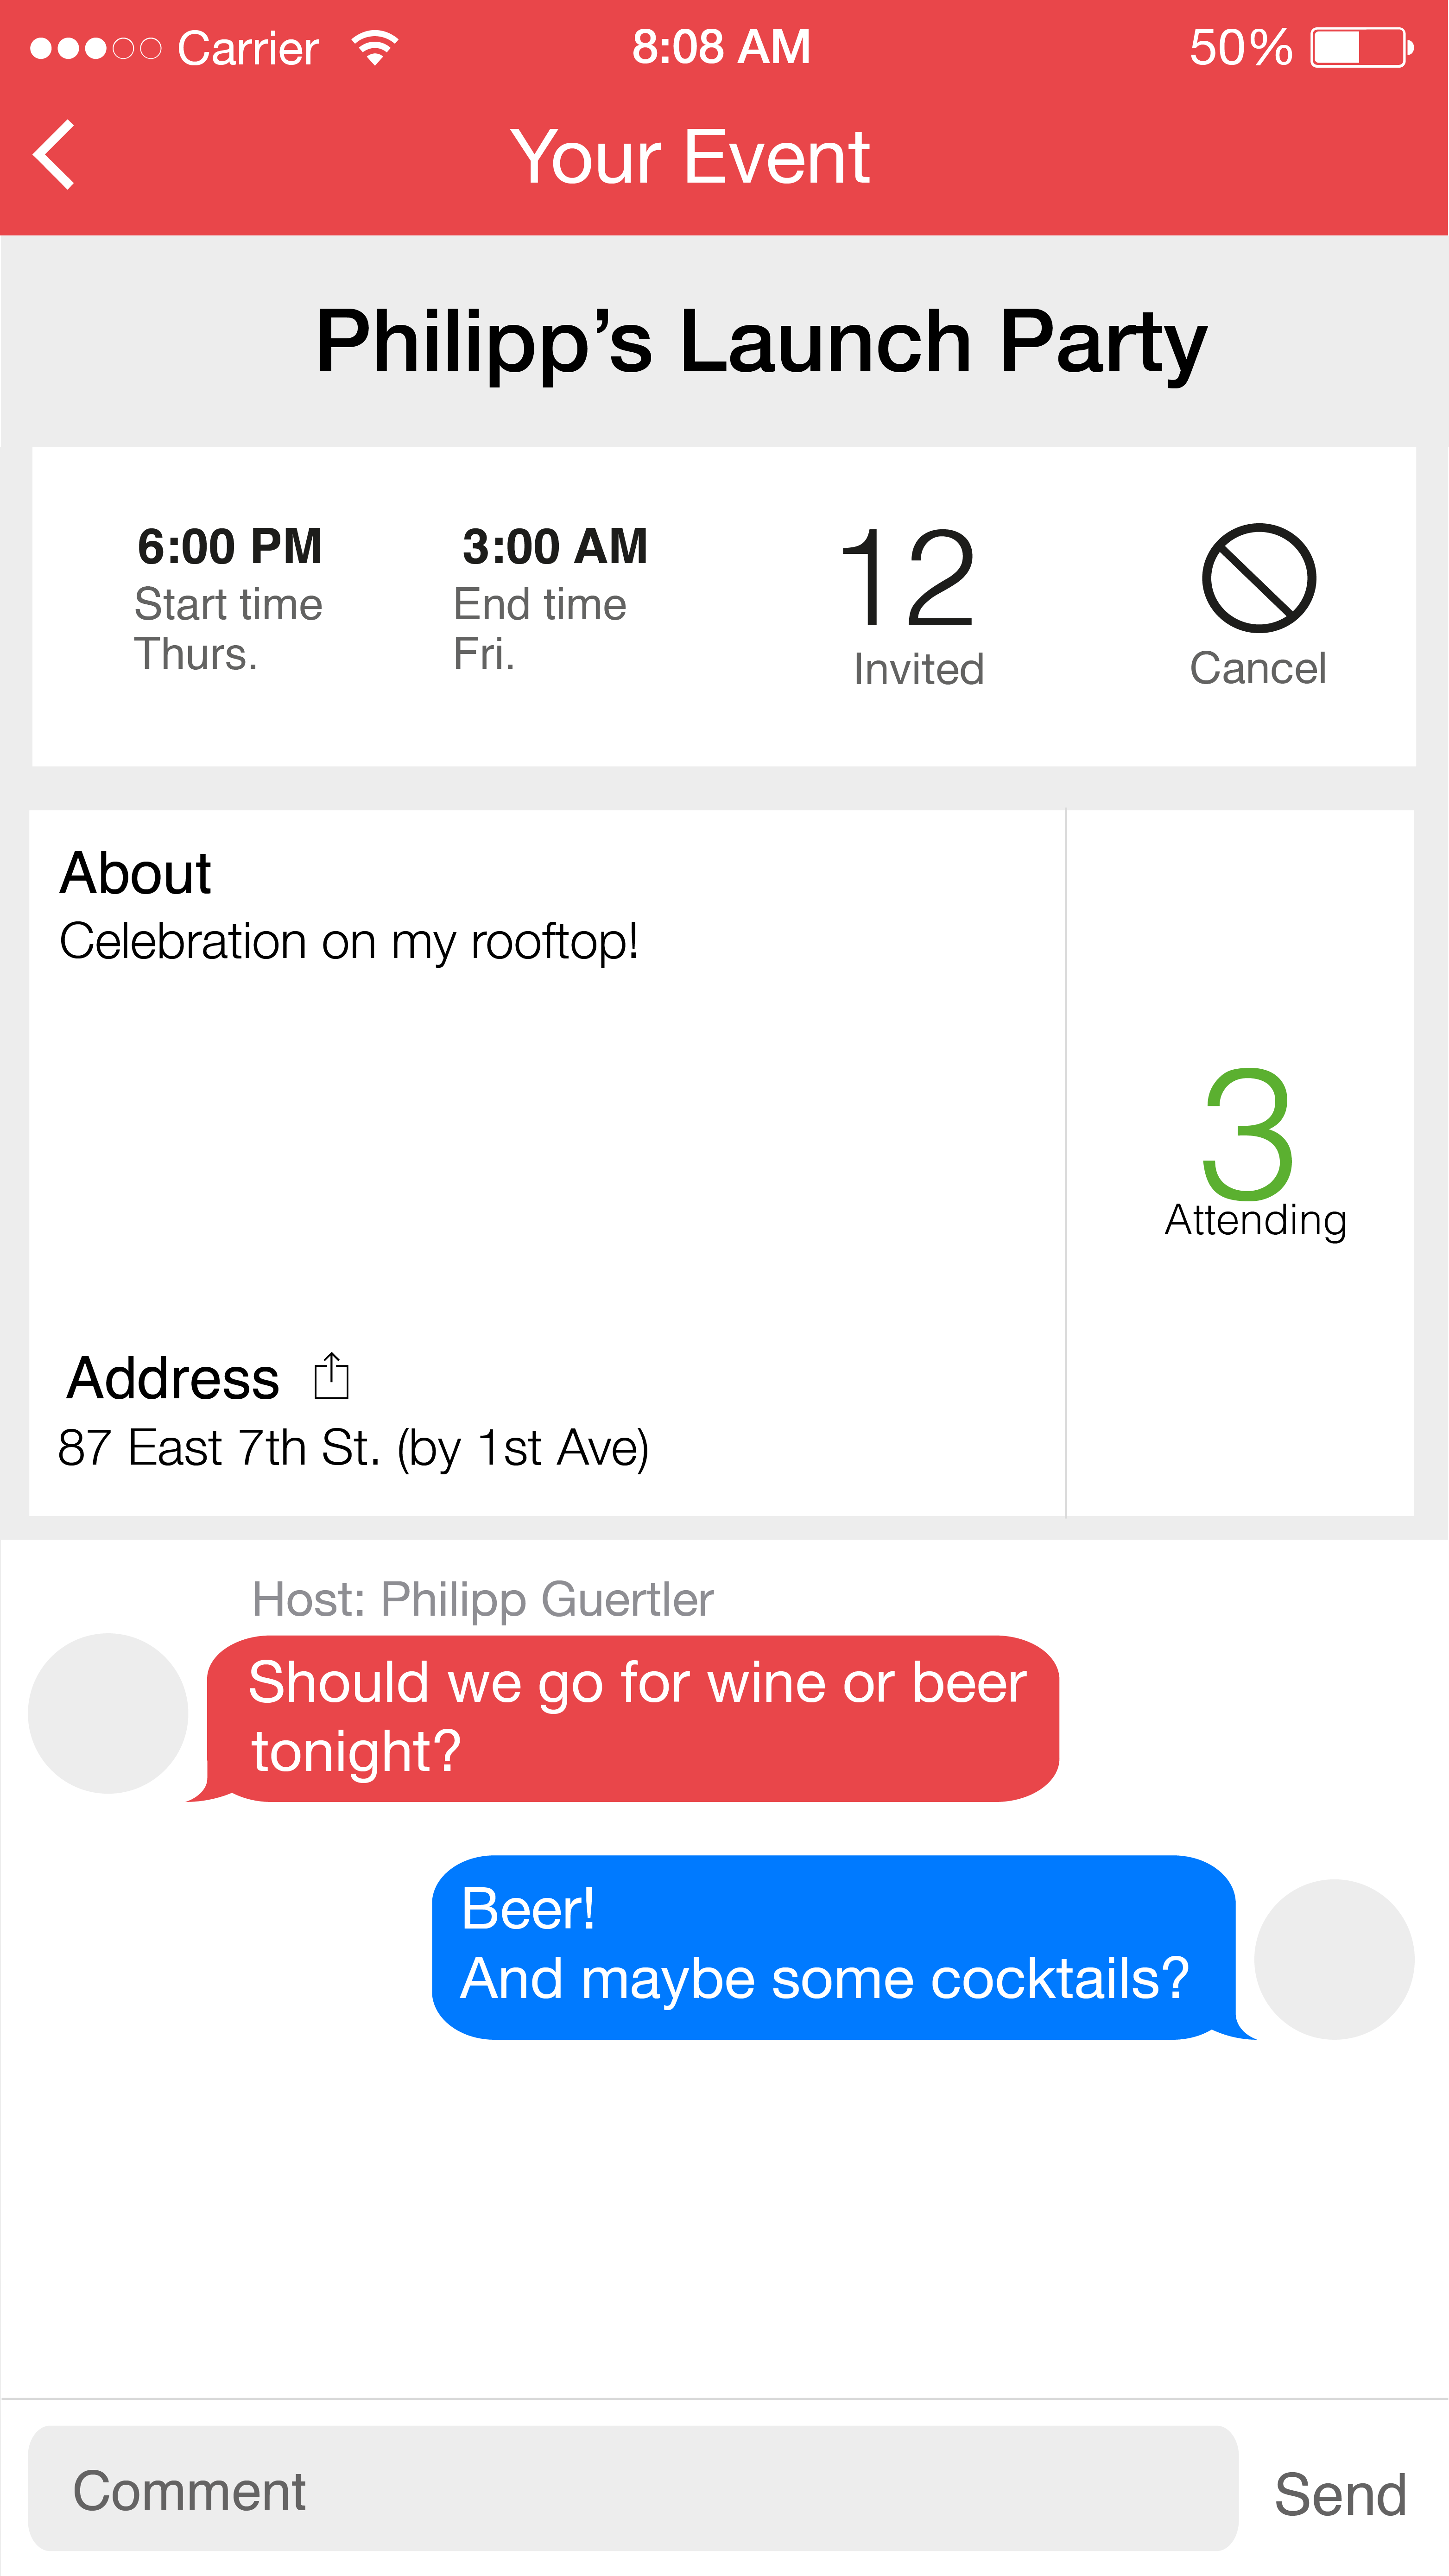 Carrier 8:08 AM 50%
Your Event
Philipp’s Launch Party
6:00 PM
Start time
Thurs.
3:00 AM
End time
Fri.
12
Invited
Cancel
About
Celebration on my rooftop!
3
Attending
Address
87 East 7th St. (by 1st Ave)
Host: Philipp Guertler
Should we go for wine or beer
tonight?
Beer!
And maybe some cocktails?
Comment
Send